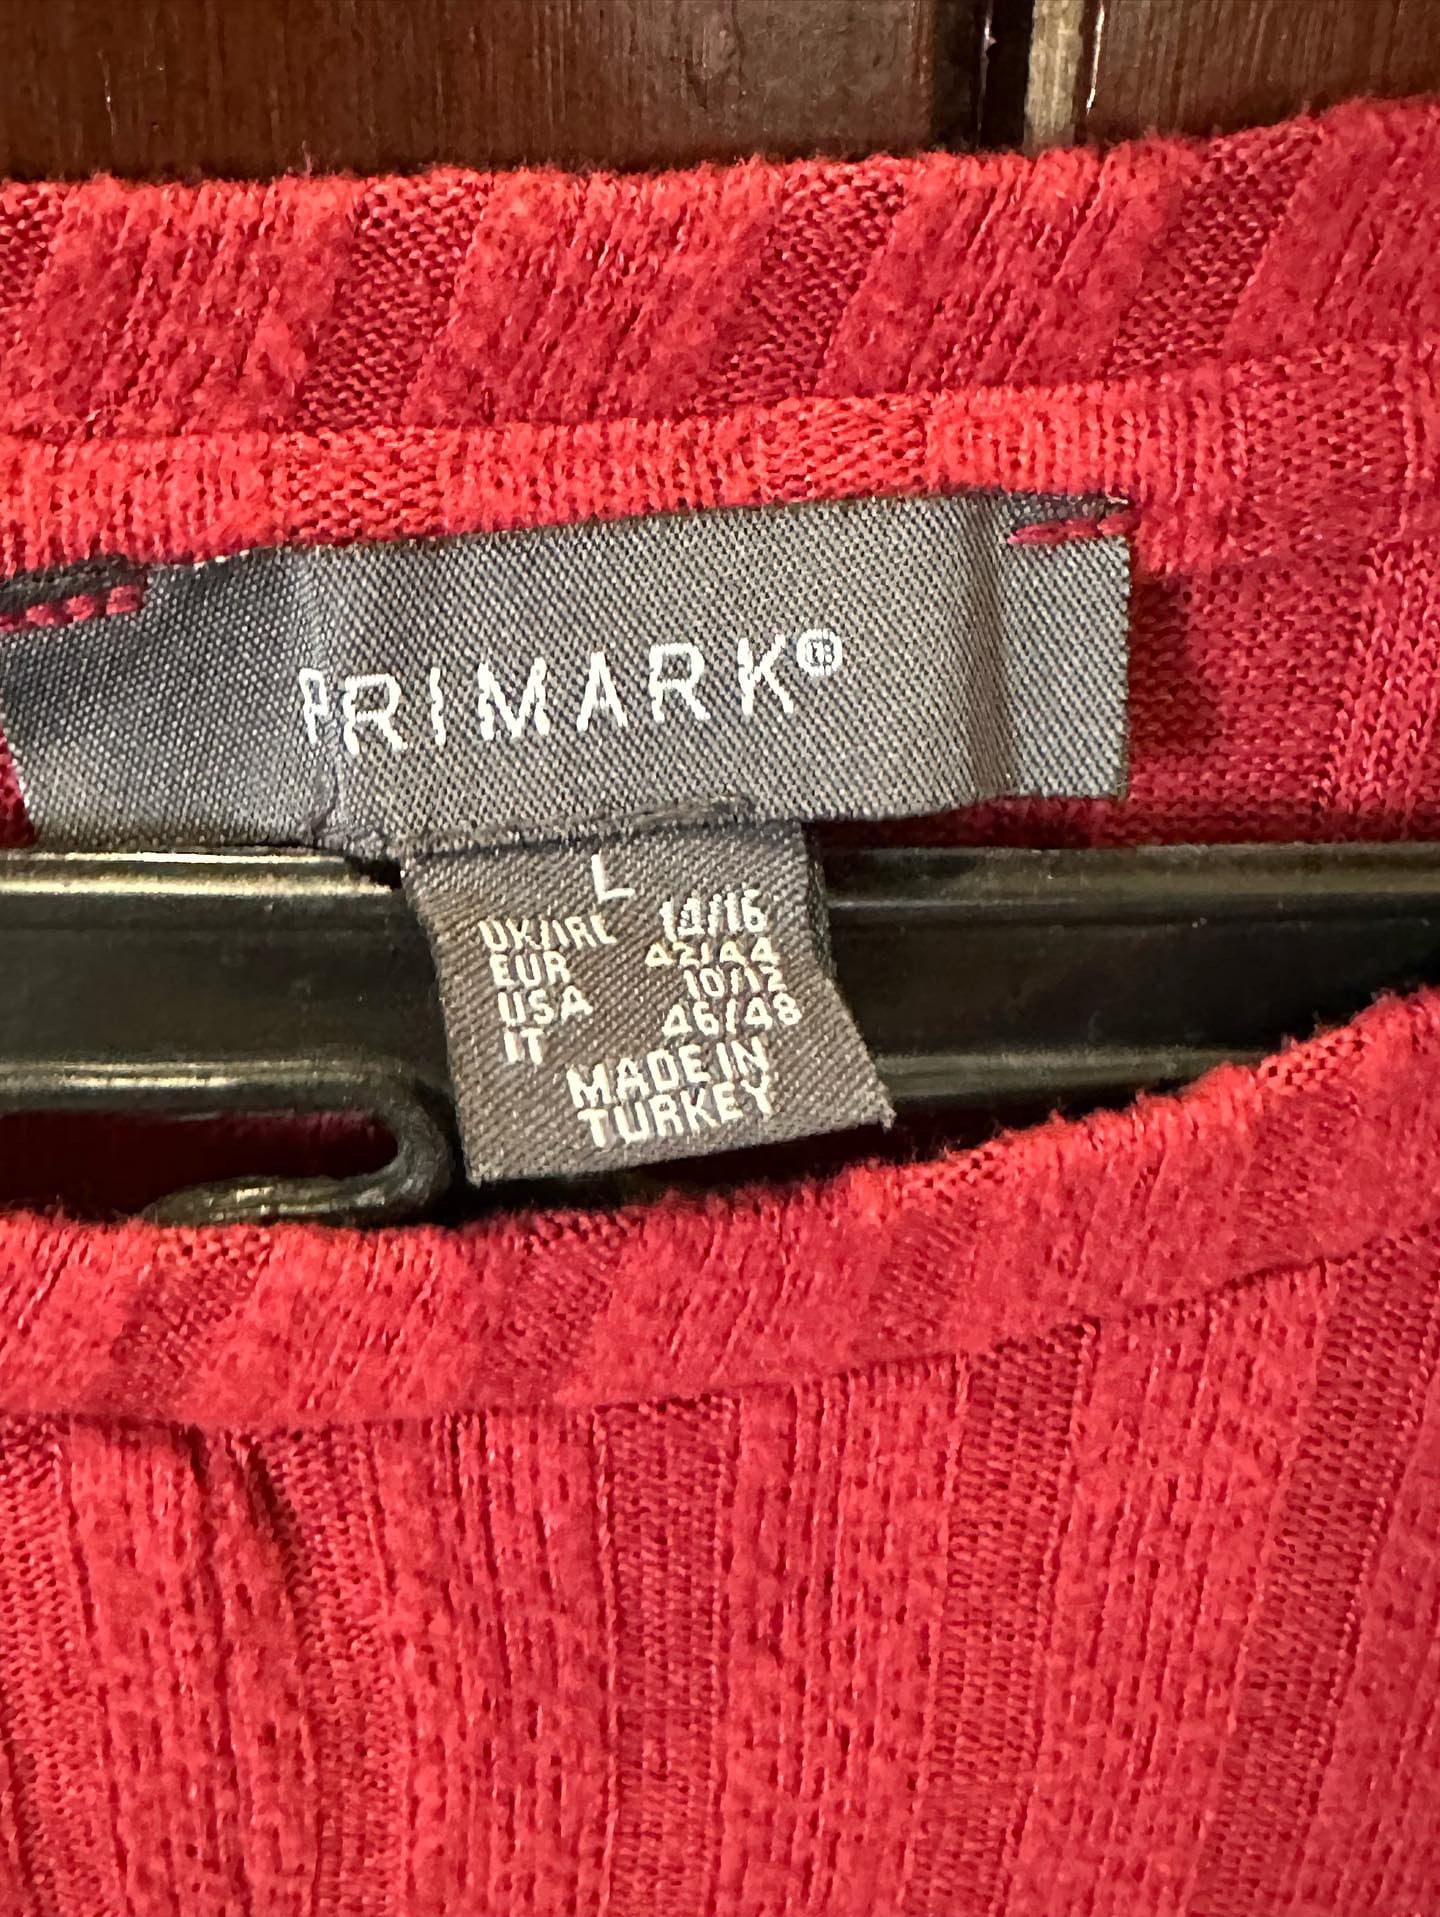 PRIMARK®
L
UK/IRL 14/16
EUR 42/44
USA 10/12
IT 46/48
MADE IN
TURKEY